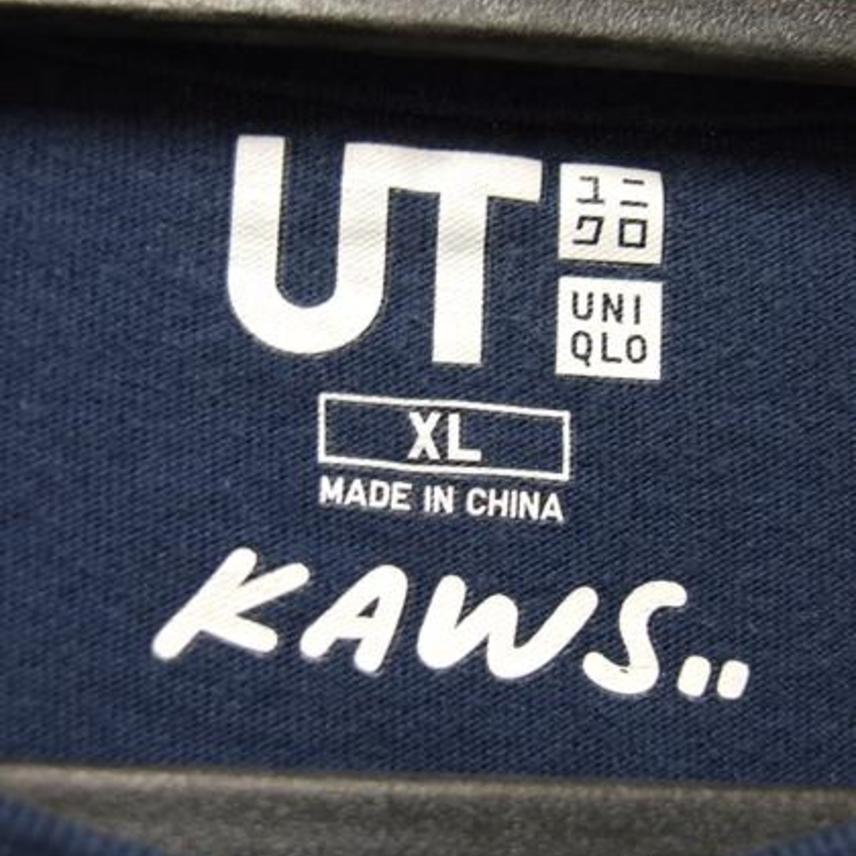 UT
ユニ
クロ
UNI
QLO
XL
MADE IN CHINA
KAWS..